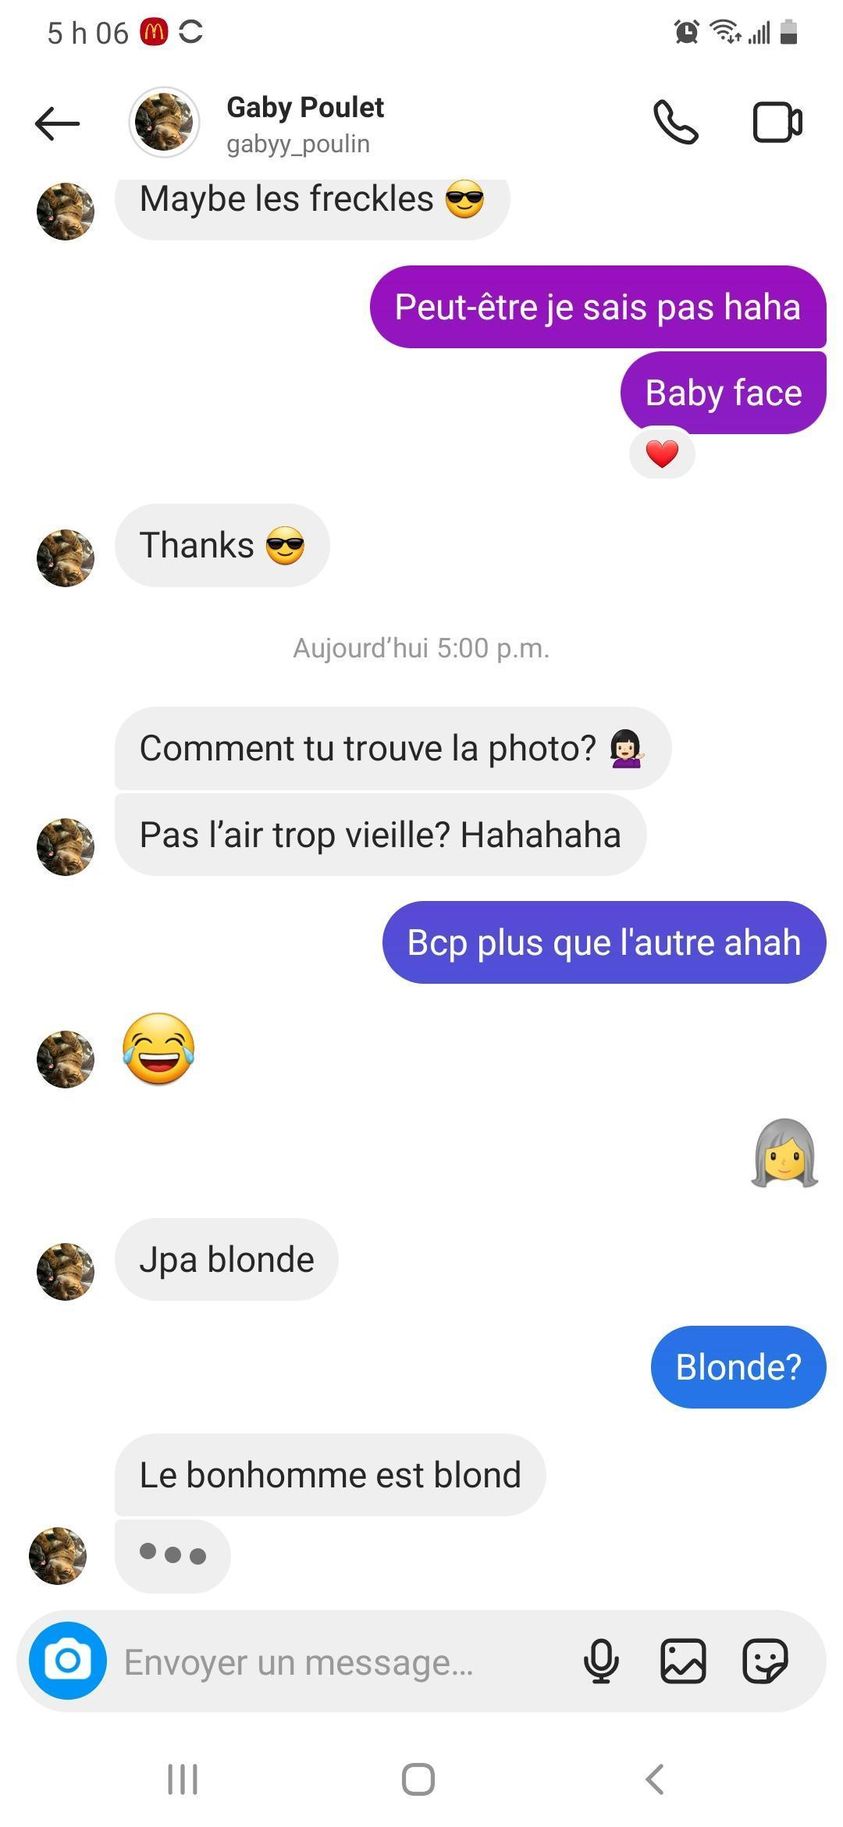 5 h 06
Gaby Poulet
gabyy_poulin
Maybe les freckles 😎
Peut-être je sais pas haha
Baby face
❤️
Thanks 😎
Aujourd’hui 5:00 p.m.
Comment tu trouve la photo? 💁🏻‍♀️
Pas l’air trop vieille? Hahahaha
Bcp plus que l'autre ahah
😂
Jpa blonde
Blonde?
Le bonhomme est blond
Envoyer un message...